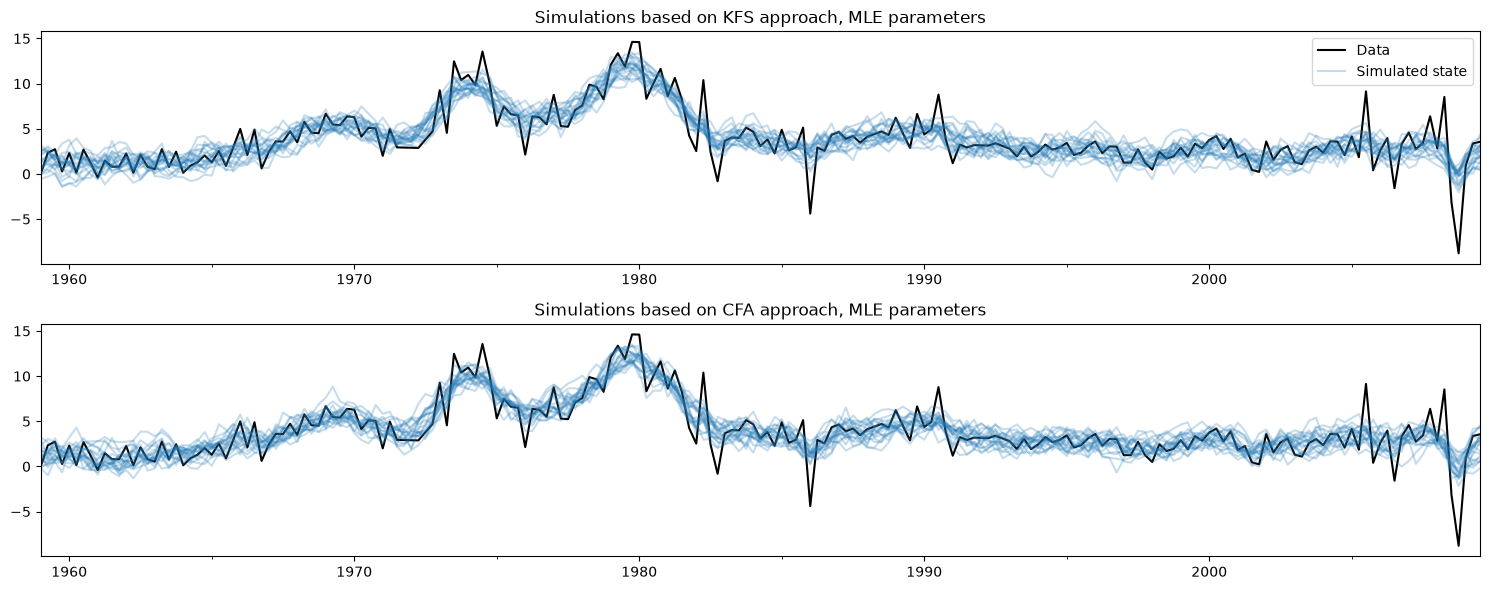 Simulations based on KFS approach, MLE parameters
15
10
5
0
−5
Data
Simulated state
1960 1970 1980 1990 2000
Simulations based on CFA approach, MLE parameters
15
10
5
0
−5
1960 1970 1980 1990 2000